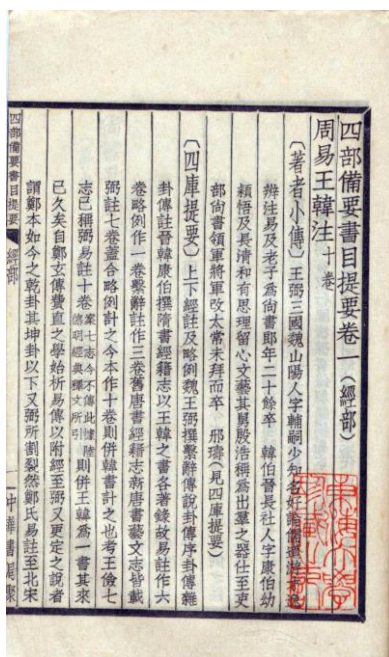 四部備要書目提要卷一（經部）
周易王韓注 十卷
〔著者小傳〕王弼三國魏山陽人字輔嗣少知名好論儒道
辨注易及老子爲尚書郎年二十餘卒　韓伯晉長社人字康伯幼
穎悟及長清和有思理留心文藝其舅殷浩稱爲出羣之器仕至吏
部尚書領軍將軍改太常未拜而卒　邢璹（見四庫提要）
〔四庫提要〕上下經註及略例魏王弼撰繫辭傳說卦傳序卦傳雜
卦傳註晉韓康伯撰隋書經籍志以王韓之書各著錄故易註作六
卷略例作一卷繫辭註作三卷舊唐書經籍志新唐書藝文志皆載
弼註七卷蓋合略例計之今本作十卷則併韓書計之也考王儉七
志已稱弼易註十卷案七志今不傳此據陸德明經典釋文所引則併王韓爲一書其來
已久矣自鄭玄傳費直之學始析易傳以附經至弼又更定之說者
謂鄭本如今之乾卦其坤卦以下又弼所割裂然鄭氏易註至北宋
四部備要書目提要
經部
一
中華書局聚
東海大學